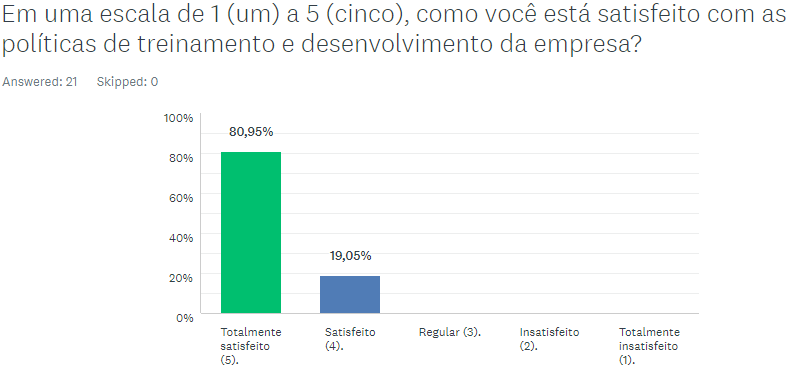 Em uma escala de 1 (um) a 5 (cinco), como você está satisfeito com as
políticas de treinamento e desenvolvimento da empresa?
Answered: 21 Skipped: 0
100%
80%
60%
40%
20%
0%
80,95%
19,05%
Totalmente
satisfeito
(5).
Satisfeito
(4).
Regular (3).
Insatisfeito
(2).
Totalmente
insatisfeito
(1).